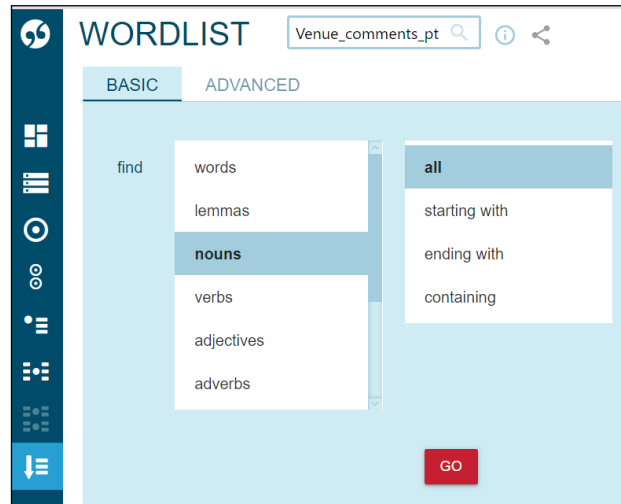 WORDLIST
Venue_comments_pt
BASIC ADVANCED
find
words
lemmas
nouns
verbs
adjectives
adverbs
all
starting with
ending with
containing
GO